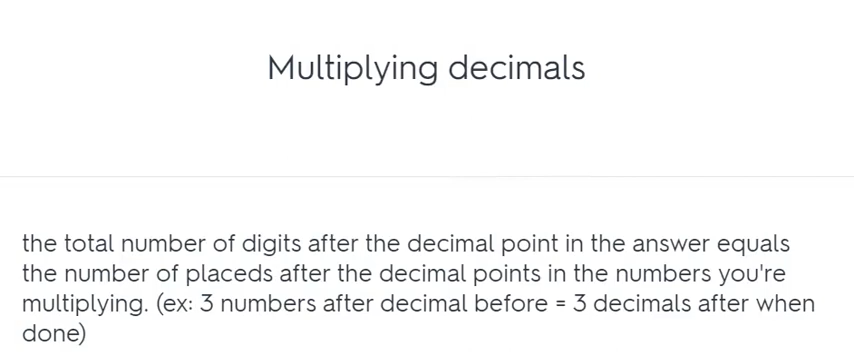 Multiplying decimals
the total number of digits after the decimal point in the answer equals
the number of placeds after the decimal points in the numbers you're
multiplying. (ex: 3 numbers after decimal before = 3 decimals after when
done)